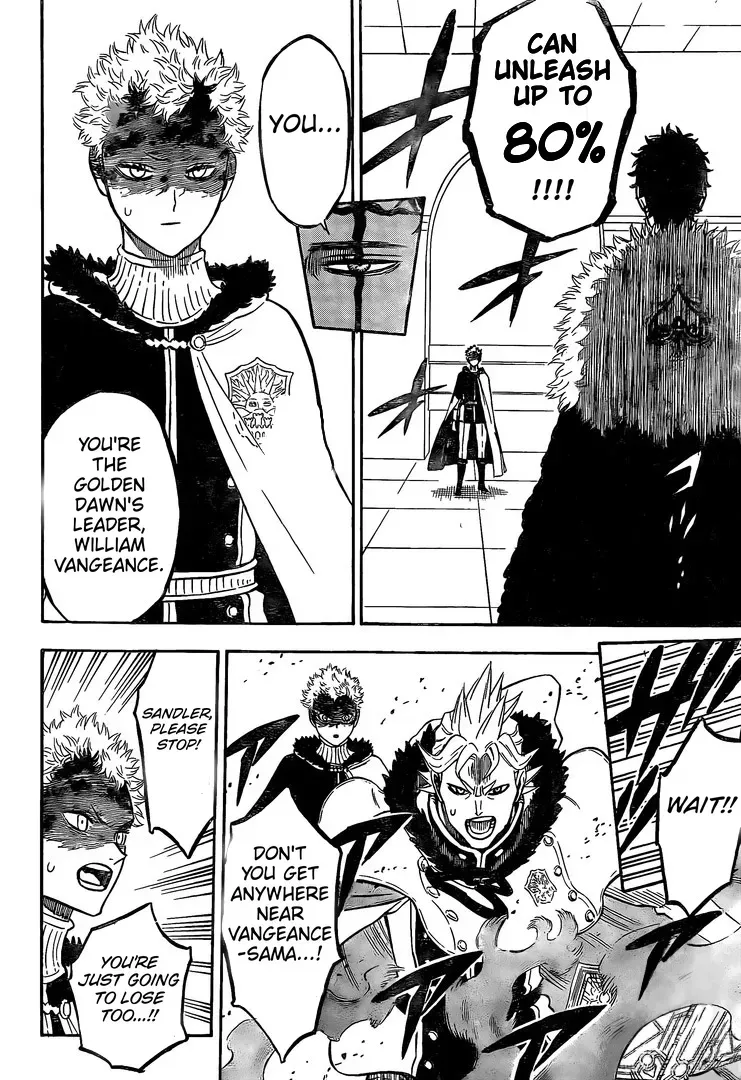 CAN
UNLEASH
UP TO
80%
!!!!
YOU...
YOU'RE
THE
GOLDEN
DAWN'S
LEADER,
WILLIAM
VANGEANCE.
WAIT!!
DON'T
YOU GET
ANYWHERE
NEAR
VANGEANCE
-SAMA...!
SANDLER,
PLEASE
STOP!
YOU'RE
JUST GOING
TO LOSE
TOO...!!